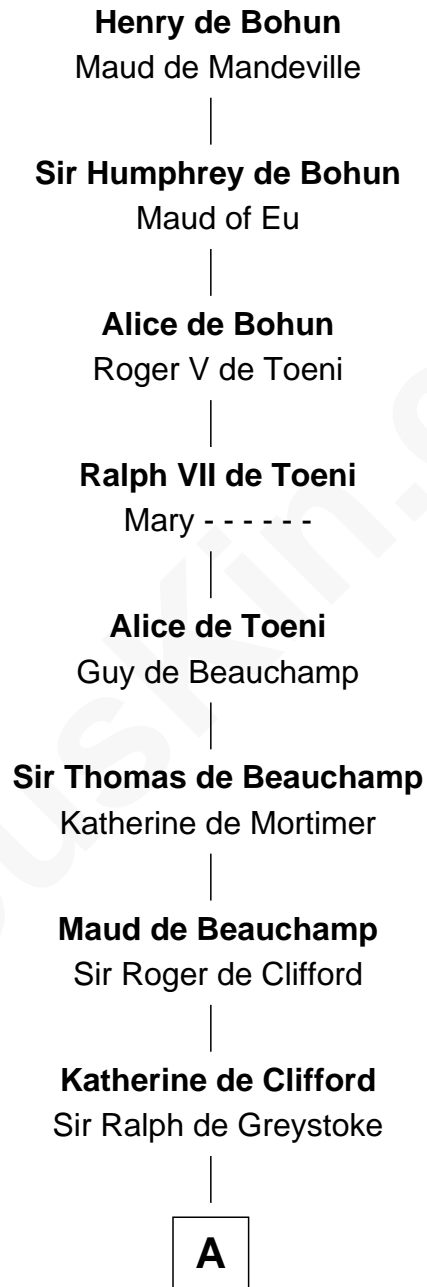 Henry de Bohun
Maud de Mandeville
Sir Humphrey de Bohun
Maud of Eu
Alice de Bohun
Roger V de Toeni
Ralph VII de Toeni
Mary - - - - - -
Alice de Toeni
Guy de Beauchamp
Sir Thomas de Beauchamp
Katherine de Mortimer
Maud de Beauchamp
Sir Roger de Clifford
Katherine de Clifford
Sir Ralph de Greystoke
A